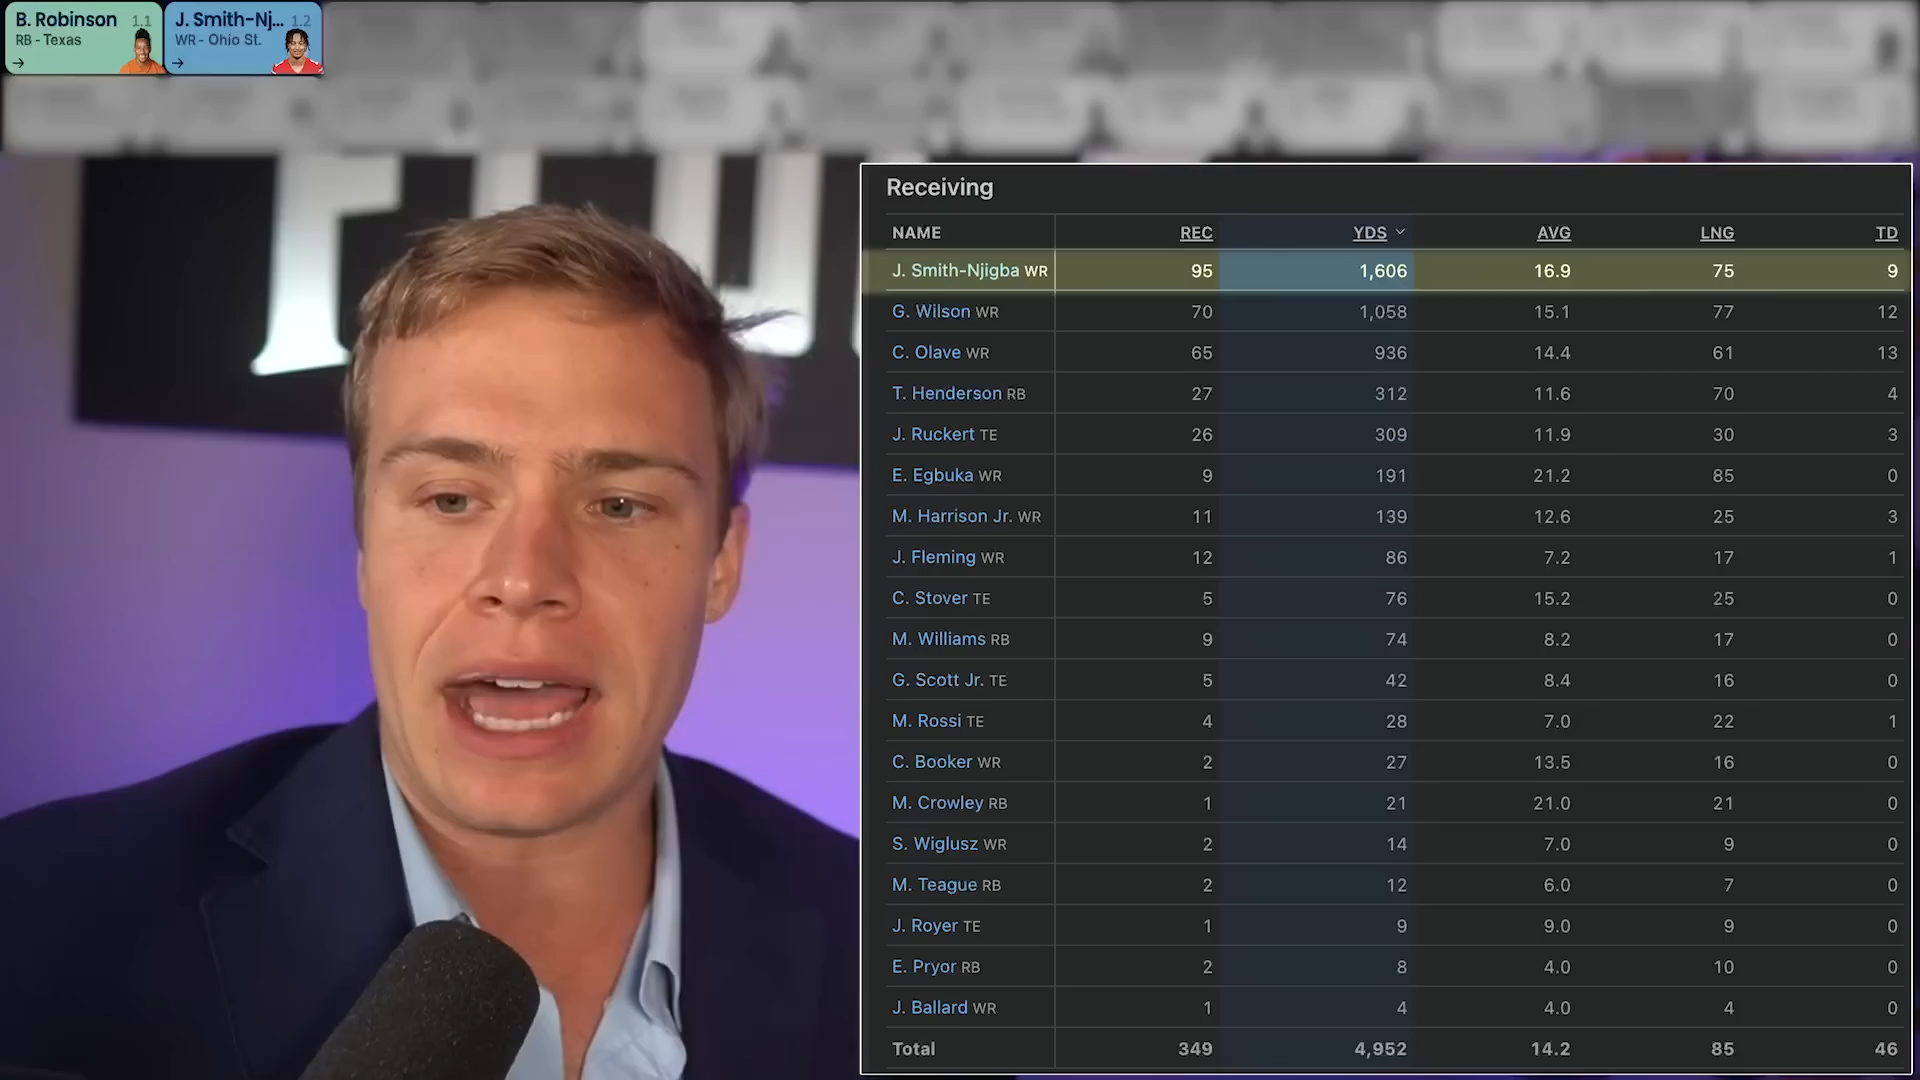 B. Robinson 1.1
RB - Texas
→
J. Smith-Nj... 1.2
WR - Ohio St.
→
Receiving
NAME REC YDS AVG LNG TD
J. Smith-Njigba WR 95 1,606 16.9 75 9
G. Wilson WR 70 1,058 15.1 77 12
C. Olave WR 65 936 14.4 61 13
T. Henderson RB 27 312 11.6 70 4
J. Ruckert TE 26 309 11.9 30 3
E. Egbuka WR 9 191 21.2 85 0
M. Harrison Jr. WR 11 139 12.6 25 3
J. Fleming WR 12 86 7.2 17 1
C. Stover TE 5 76 15.2 25 0
M. Williams RB 9 74 8.2 17 0
G. Scott Jr. TE 5 42 8.4 16 0
M. Rossi TE 4 28 7.0 22 1
C. Booker WR 2 27 13.5 16 0
M. Crowley RB 1 21 21.0 21 0
S. Wiglusz WR 2 14 7.0 9 0
M. Teague RB 2 12 6.0 7 0
J. Royer TE 1 9 9.0 9 0
E. Pryor RB 2 8 4.0 10 0
J. Ballard WR 1 4 4.0 4 0
Total 349 4,952 14.2 85 46